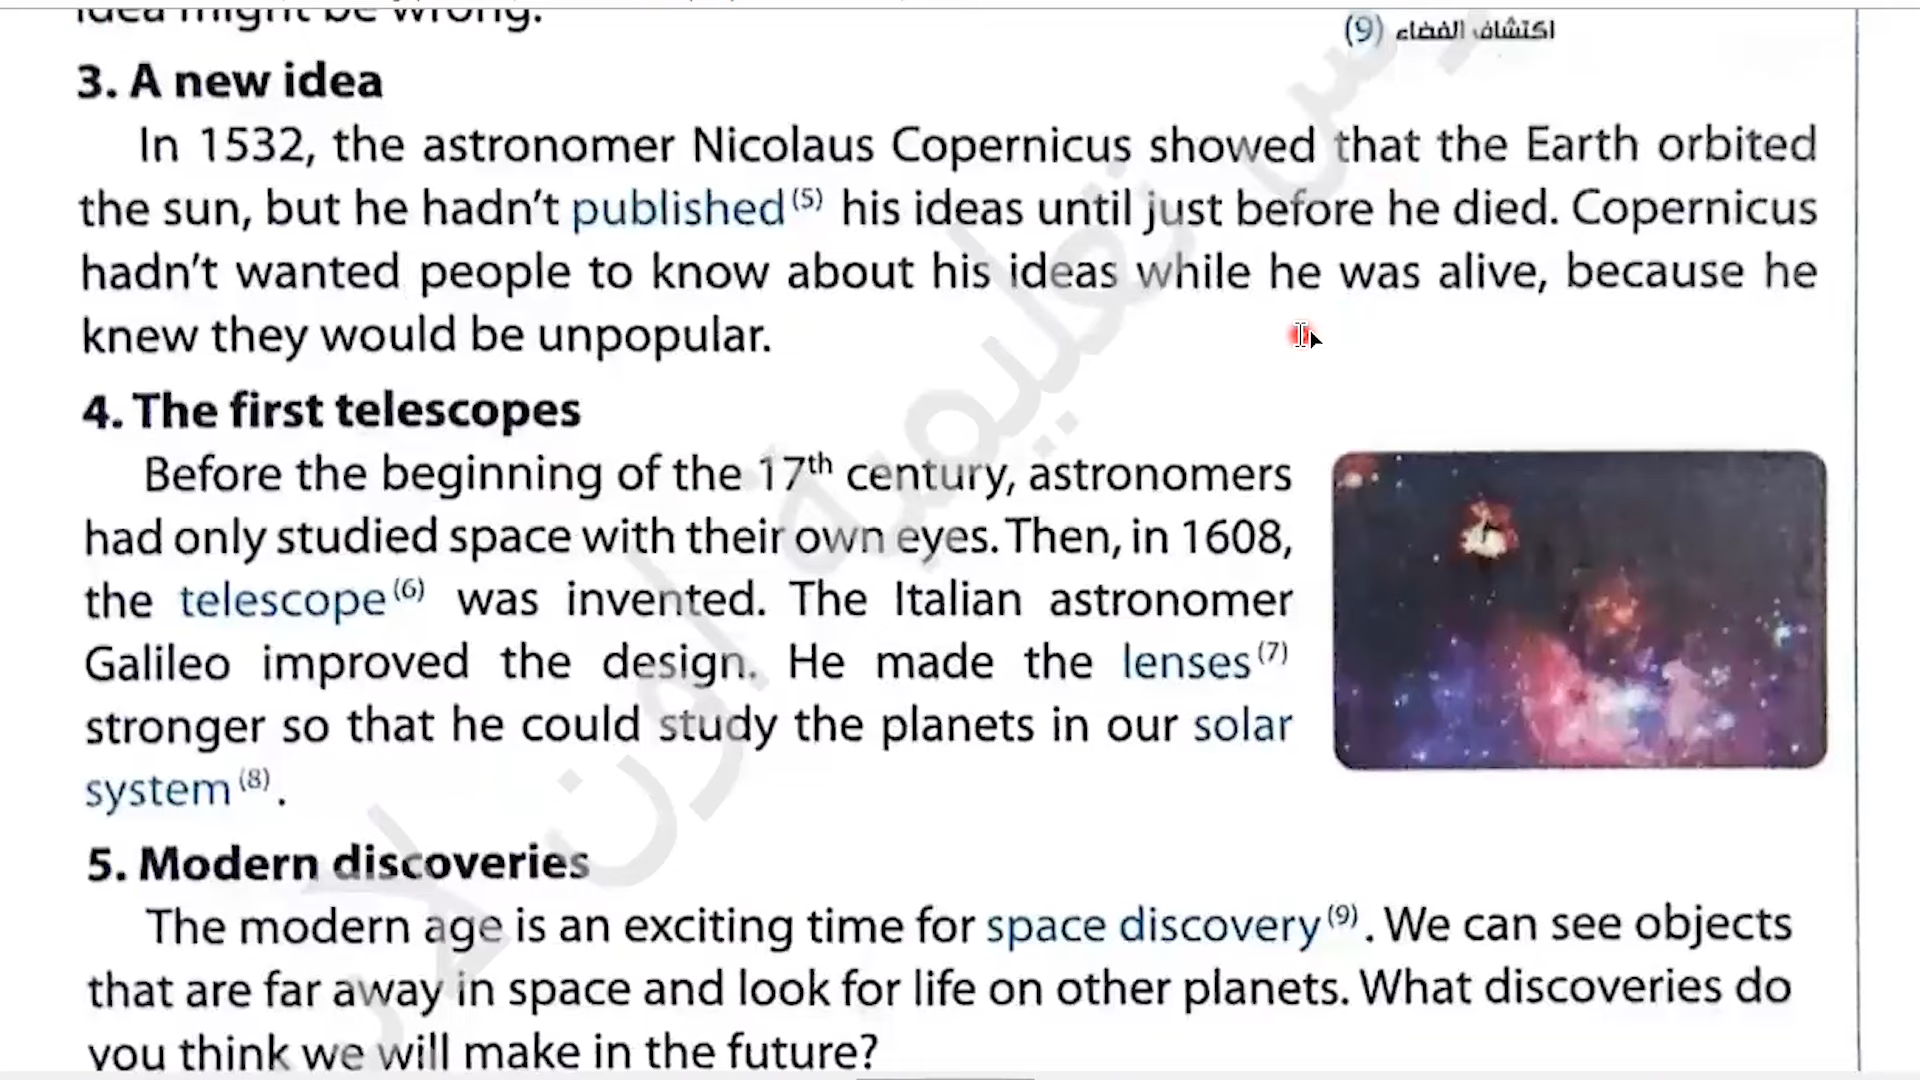 idea might be wrong.
اكتشاف الفضاء (9)
3. A new idea
In 1532, the astronomer Nicolaus Copernicus showed that the Earth orbited
the sun, but he hadn't published(5) his ideas until just before he died. Copernicus
hadn't wanted people to know about his ideas while he was alive, because he
knew they would be unpopular.
4. The first telescopes
Before the beginning of the 17th century, astronomers
had only studied space with their own eyes. Then, in 1608,
the telescope(6) was invented. The Italian astronomer
Galileo improved the design. He made the lenses(7)
stronger so that he could study the planets in our solar
system(8).
5. Modern discoveries
The modern age is an exciting time for space discovery(9). We can see objects
that are far away in space and look for life on other planets. What discoveries do
you think we will make in the future?
تعليمية اون لاين